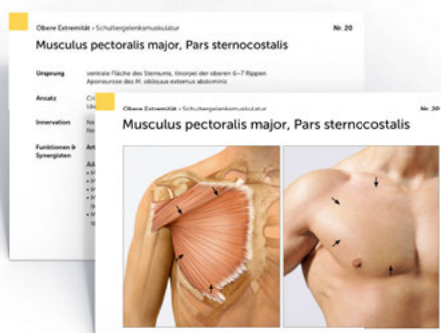 Obere Extremität › Schultergelenksmuskulatur Nr. 20
Musculus pectoralis major, Pars sternocostalis
Ursprung ventrale Fläche des Sternums, Knorpel der oberen 6–7 Rippen
Aponeurose des M. obliquus externus abdominis
Ansatz
Innervation
Funktionen &
Synergisten
Obere Extremität › Schultergelenksmuskulatur Nr. 20
Musculus pectoralis major, Pars sternocostalis